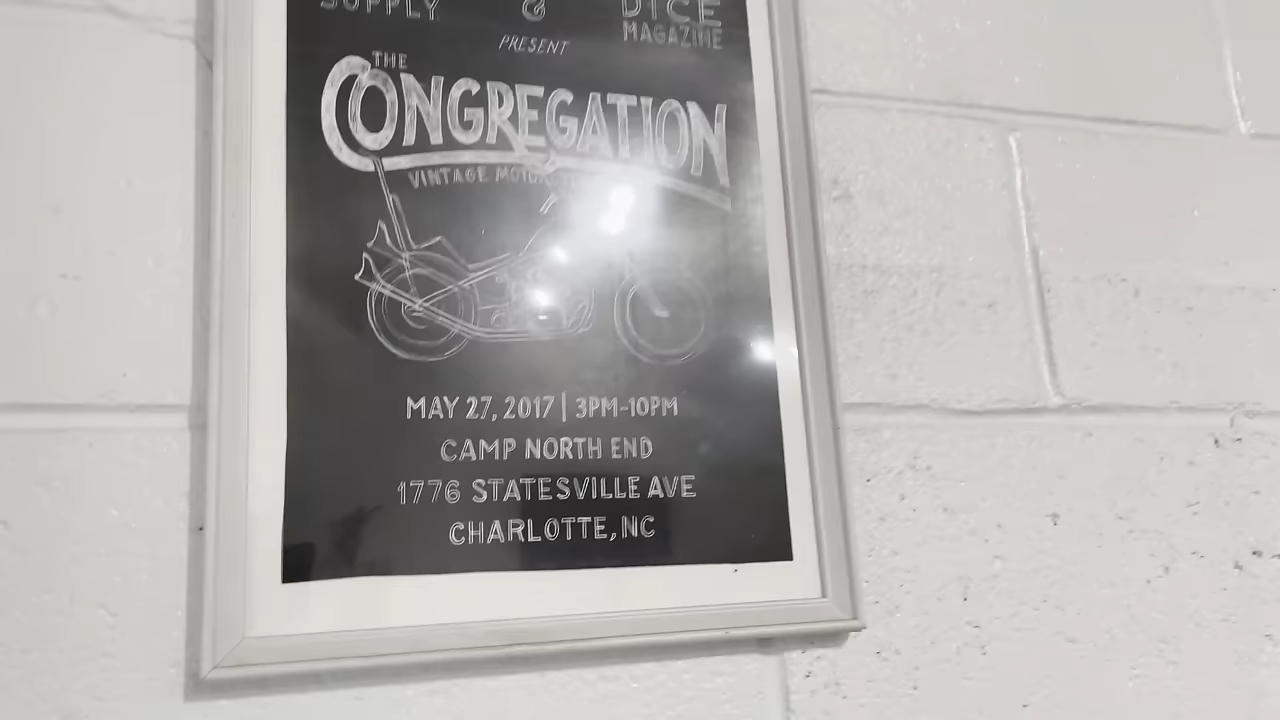 SUPPLY & DICE
MAGAZINE
PRESENT
THE
CONGREGATION
VINTAGE
MAY 27, 2017 | 3PM-10PM
CAMP NORTH END
1776 STATESVILLE AVE
CHARLOTTE, NC